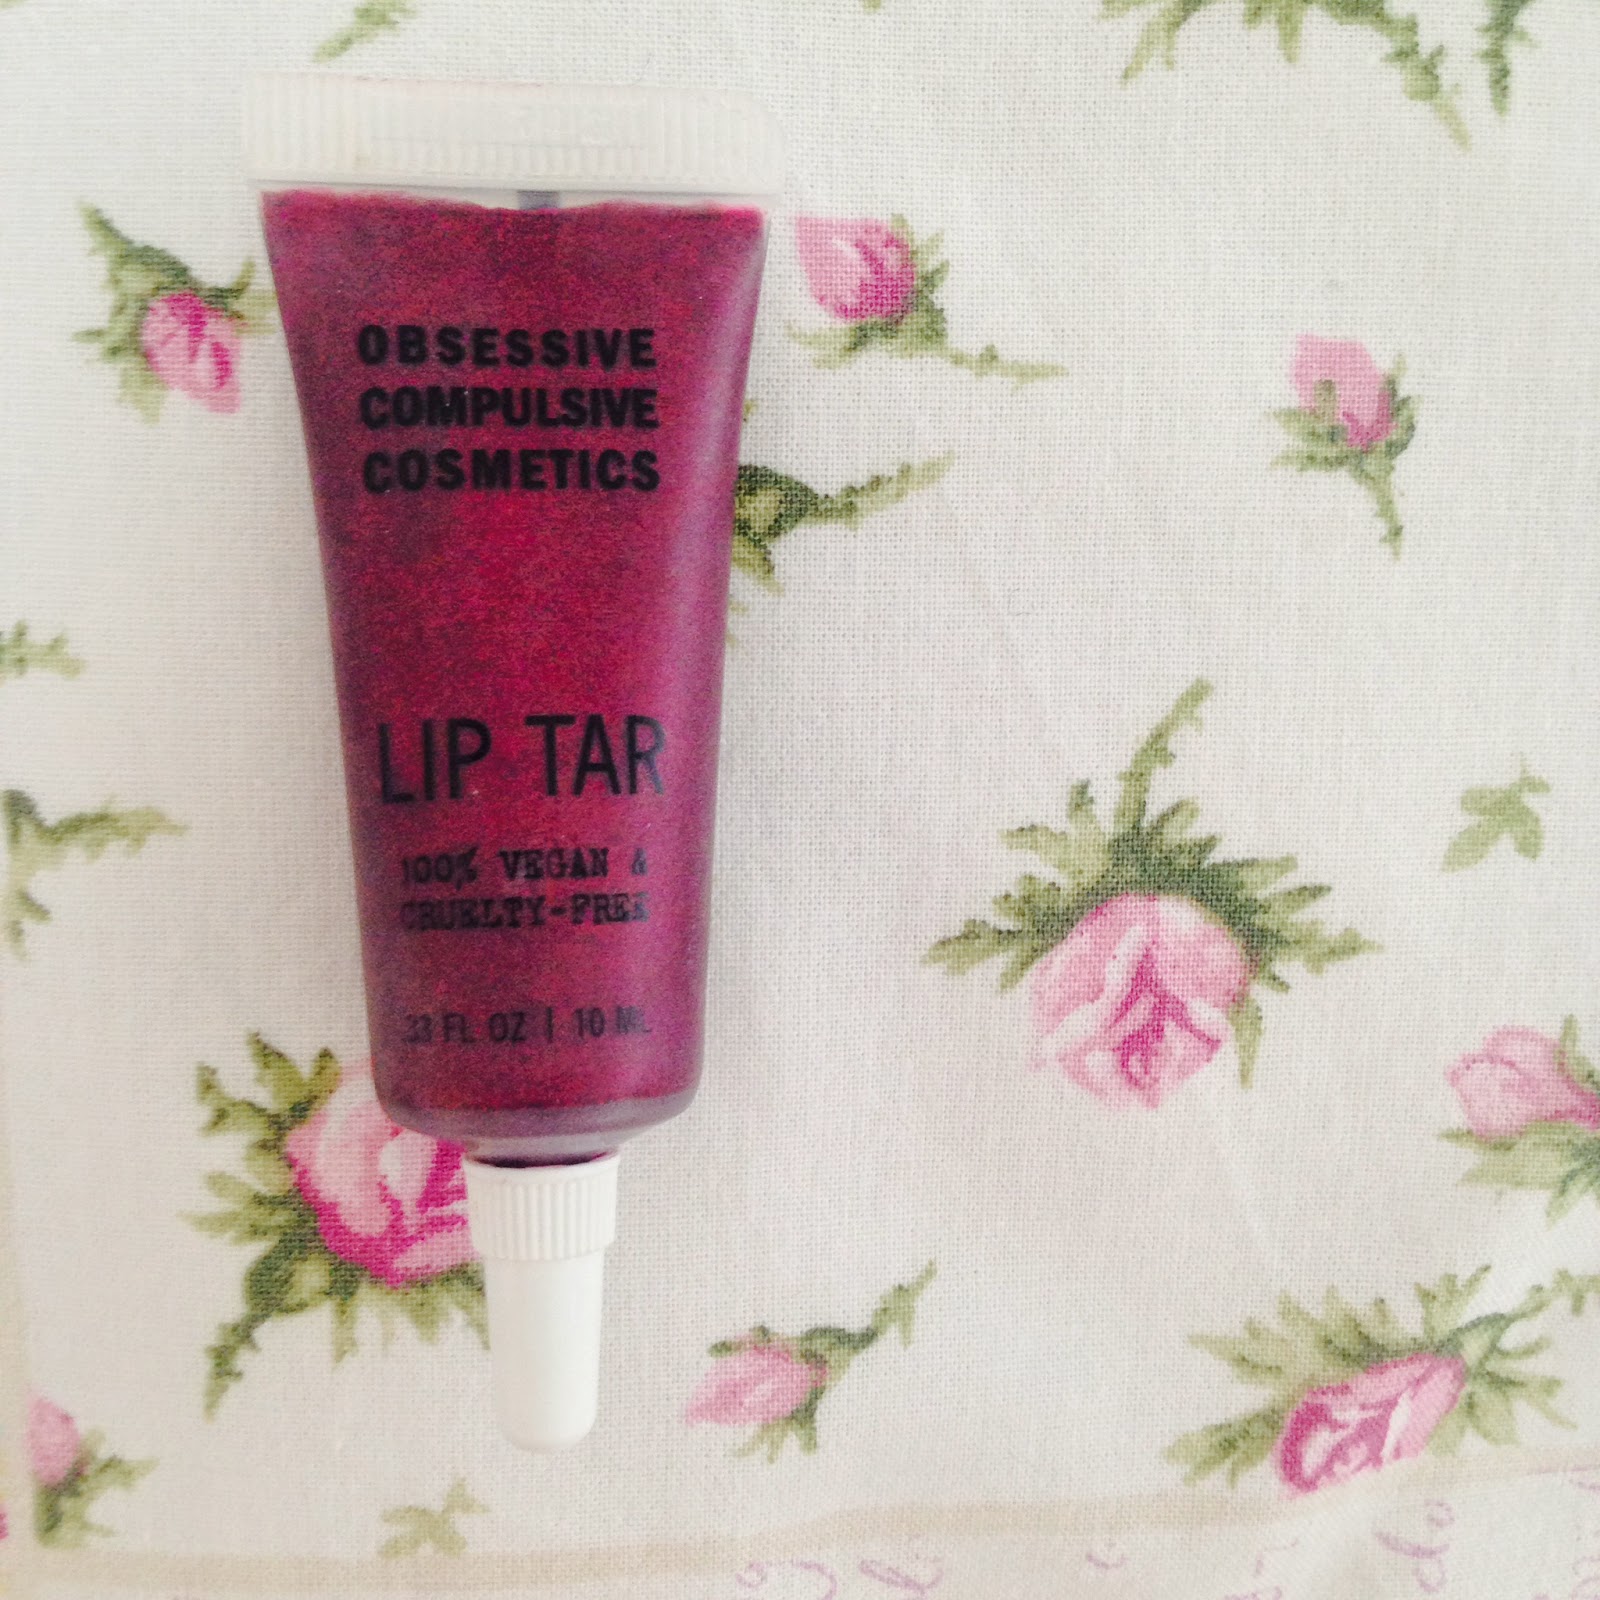 OBSESSIVE
COMPULSIVE
COSMETICS
LIP TAR
100% VEGAN &
CRUELTY-FREE
.33 FL OZ | 10 ML